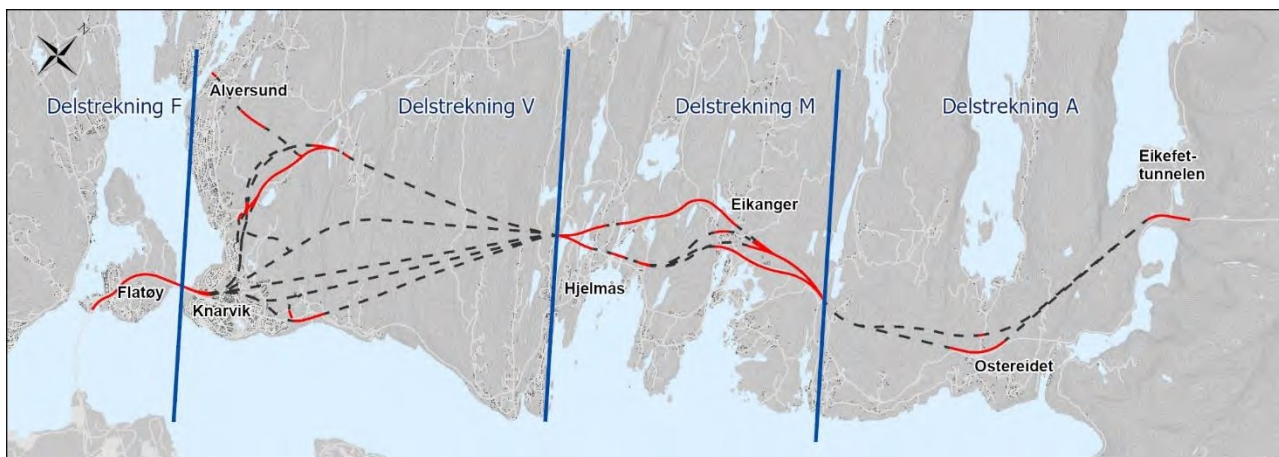 N
Delstrekning F
Alversund
Delstrekning V
Delstrekning M
Delstrekning A
Eikefet-
tunnelen
Eikanger
Flatøy
Knarvik
Hjelmås
Ostereidet